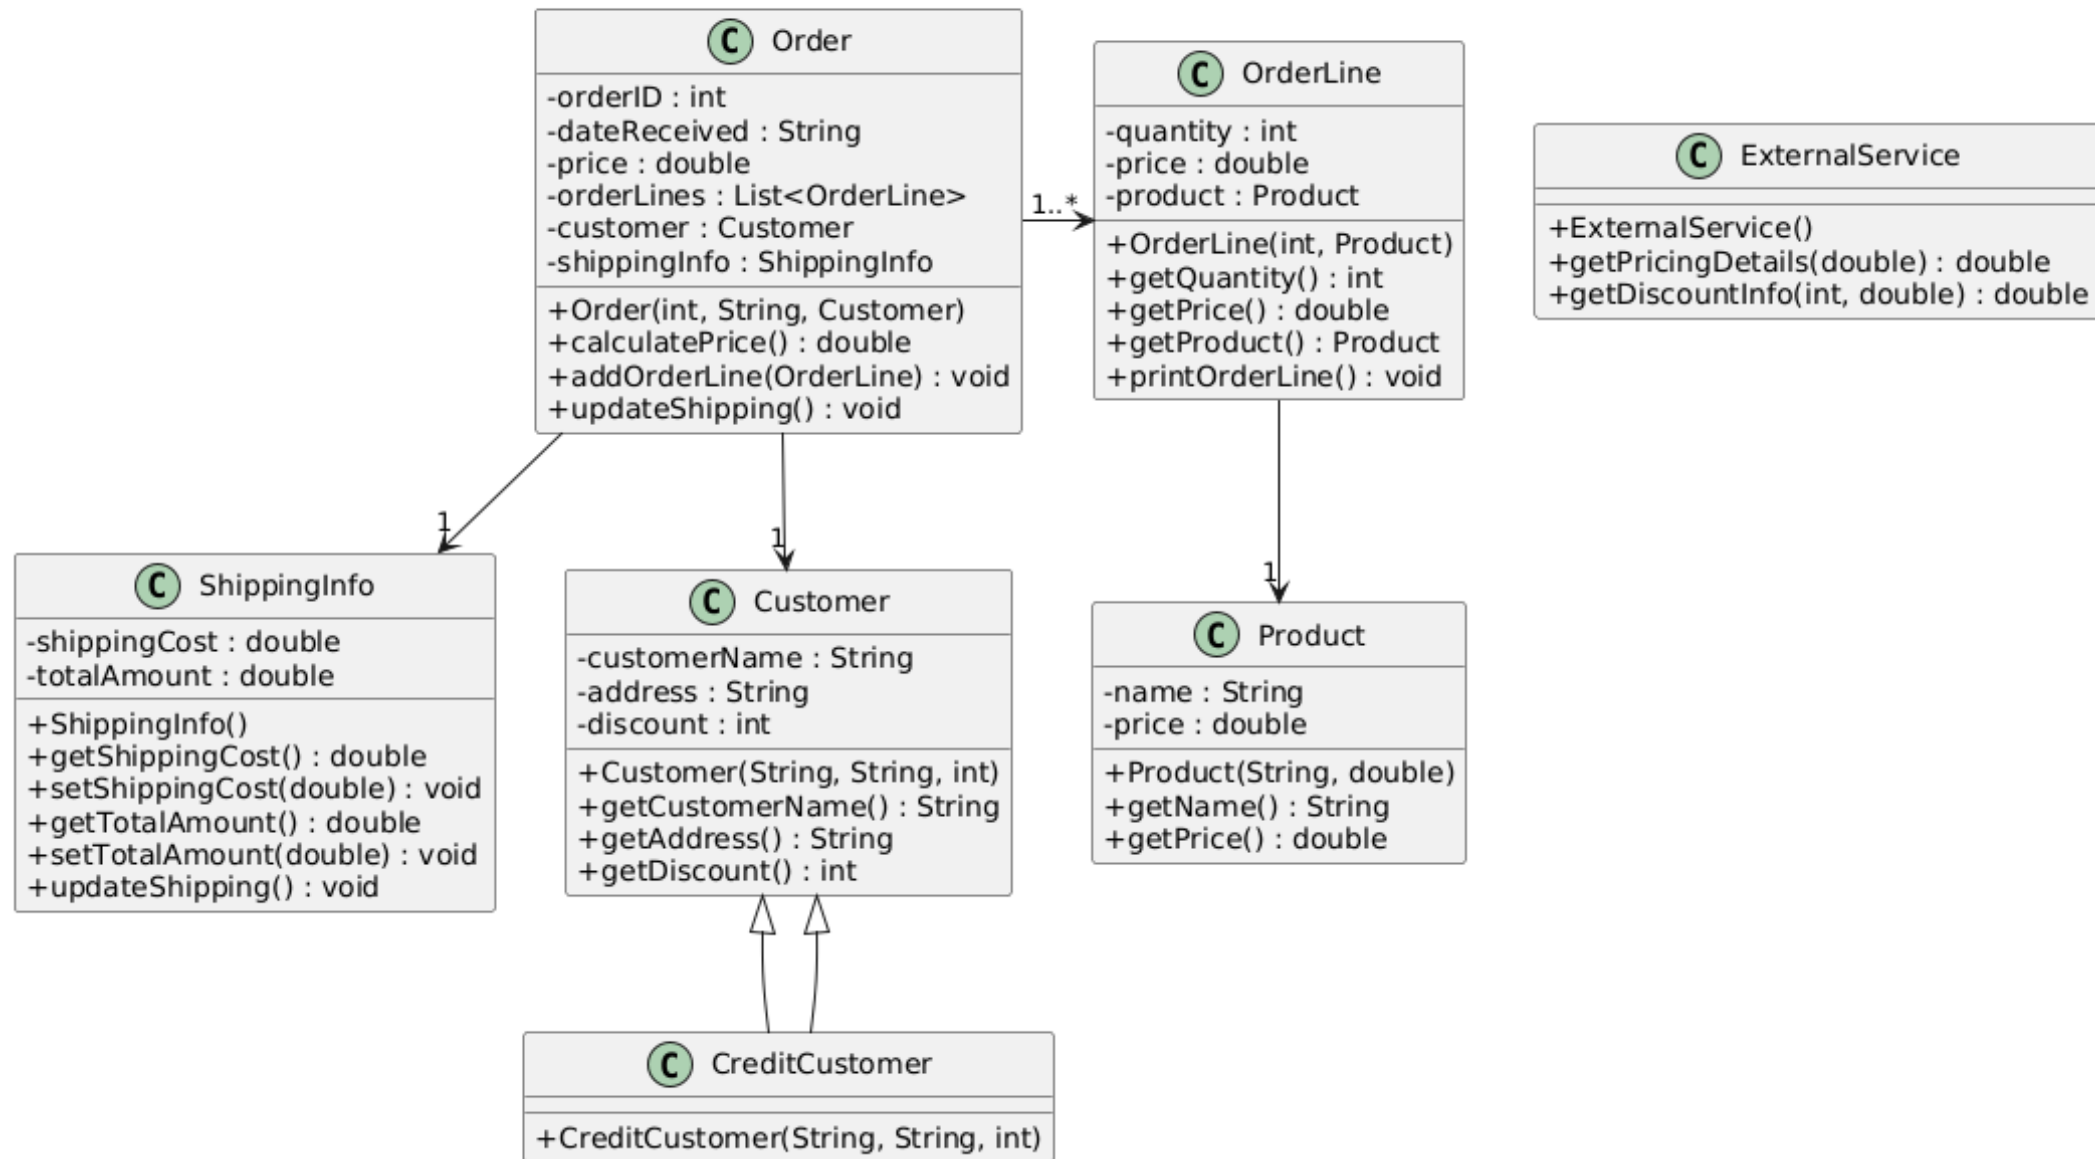 C Order
-orderID : int
-dateReceived : String
-price : double
-orderLines : List<OrderLine>
-customer : Customer
-shippingInfo : ShippingInfo
+Order(int, String, Customer)
+calculatePrice() : double
+addOrderLine(OrderLine) : void
+updateShipping() : void
1..*
C OrderLine
-quantity : int
-price : double
-product : Product
+OrderLine(int, Product)
+getQuantity() : int
+getPrice() : double
+getProduct() : Product
+printOrderLine() : void
C ExternalService
+ExternalService()
+getPricingDetails(double) : double
+getDiscountInfo(int, double) : double
1
1
1
C ShippingInfo
-shippingCost : double
-totalAmount : double
+ShippingInfo()
+getShippingCost() : double
+setShippingCost(double) : void
+getTotalAmount() : double
+setTotalAmount(double) : void
+updateShipping() : void
C Customer
-customerName : String
-address : String
-discount : int
+Customer(String, String, int)
+getCustomerName() : String
+getAddress() : String
+getDiscount() : int
C Product
-name : String
-price : double
+Product(String, double)
+getName() : String
+getPrice() : double
C CreditCustomer
+CreditCustomer(String, String, int)